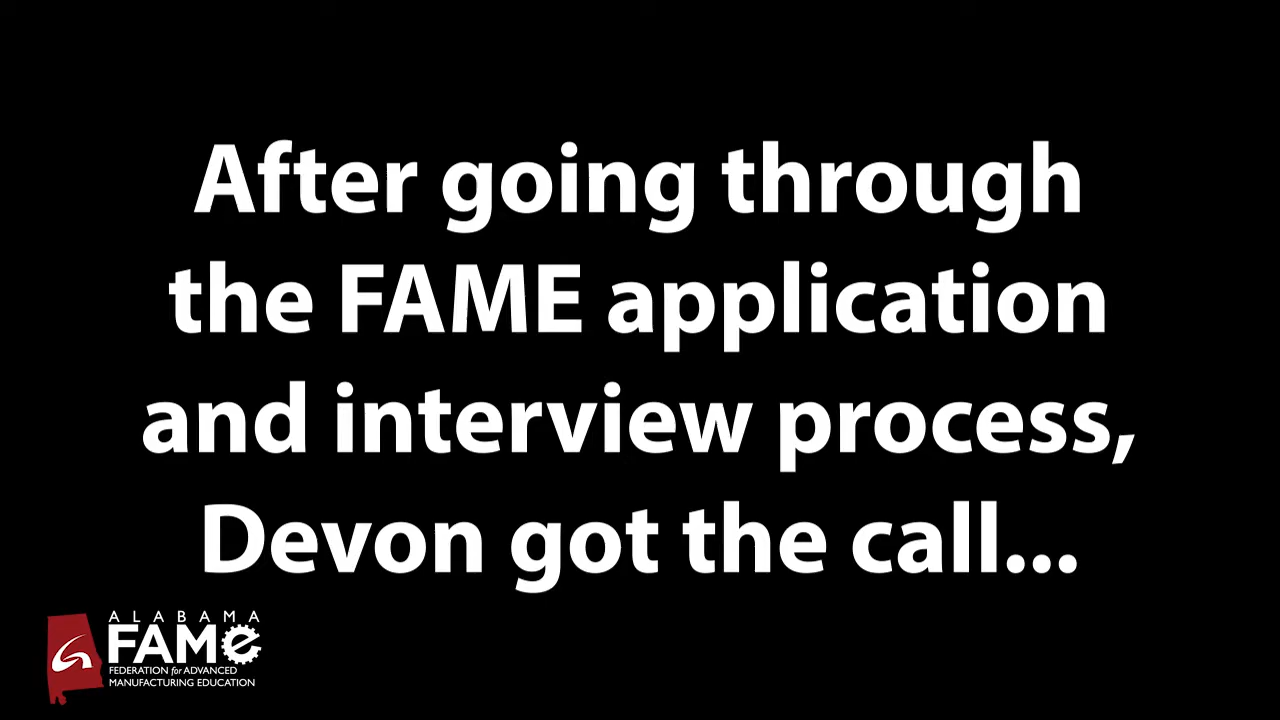 After going through
the FAME application
and interview process,
Devon got the call...
ALABAMA
FAMe
FEDERATION for ADVANCED
MANUFACTURING EDUCATION